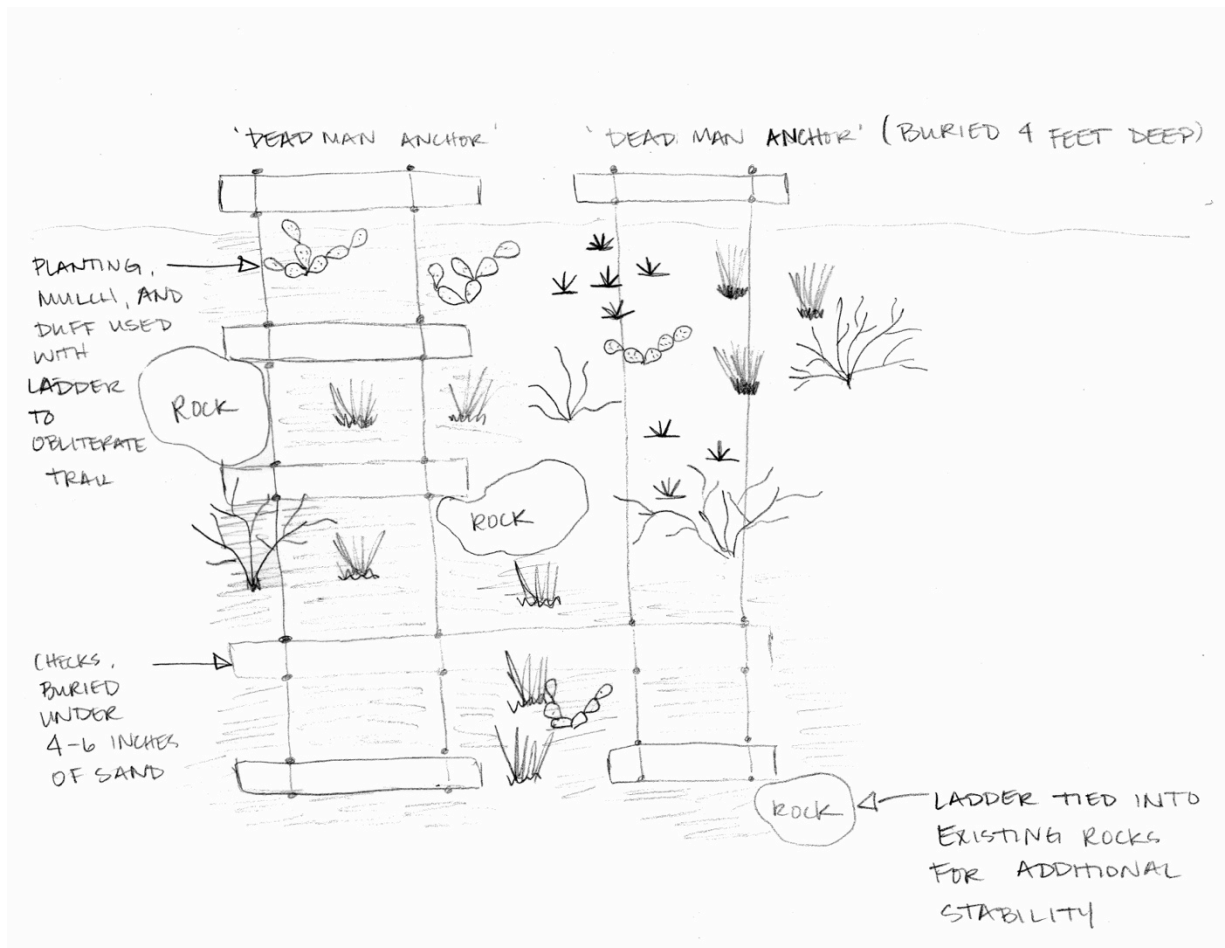 'DEAD MAN ANCHOR'
'DEAD MAN ANCHOR' (BURIED 4 FEET DEEP)
PLANTING,
MULCH, AND
DUFF USED
WITH
LADDER
TO
OBLITERATE
TRAIL
ROCK
ROCK
CHECKS,
BURIED
UNDER
4-6 INCHES
OF SAND
ROCK
LADDER TIED INTO
EXISTING ROCKS
FOR ADDITIONAL
STABILITY